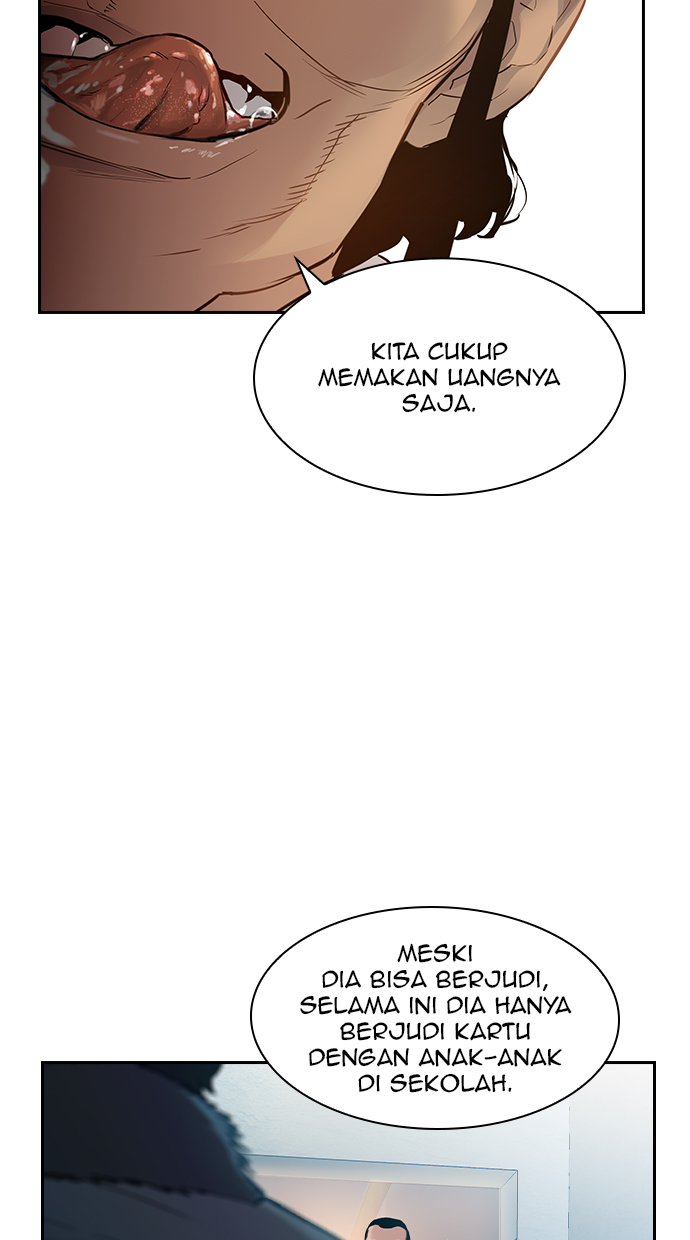 KITA CUKUP
MEMAKAN UANGNYA
SAJA.
MESKI
DIA BISA BERJUDI,
SELAMA INI DIA HANYA
BERJUDI KARTU
DENGAN ANAK-ANAK
DI SEKOLAH.